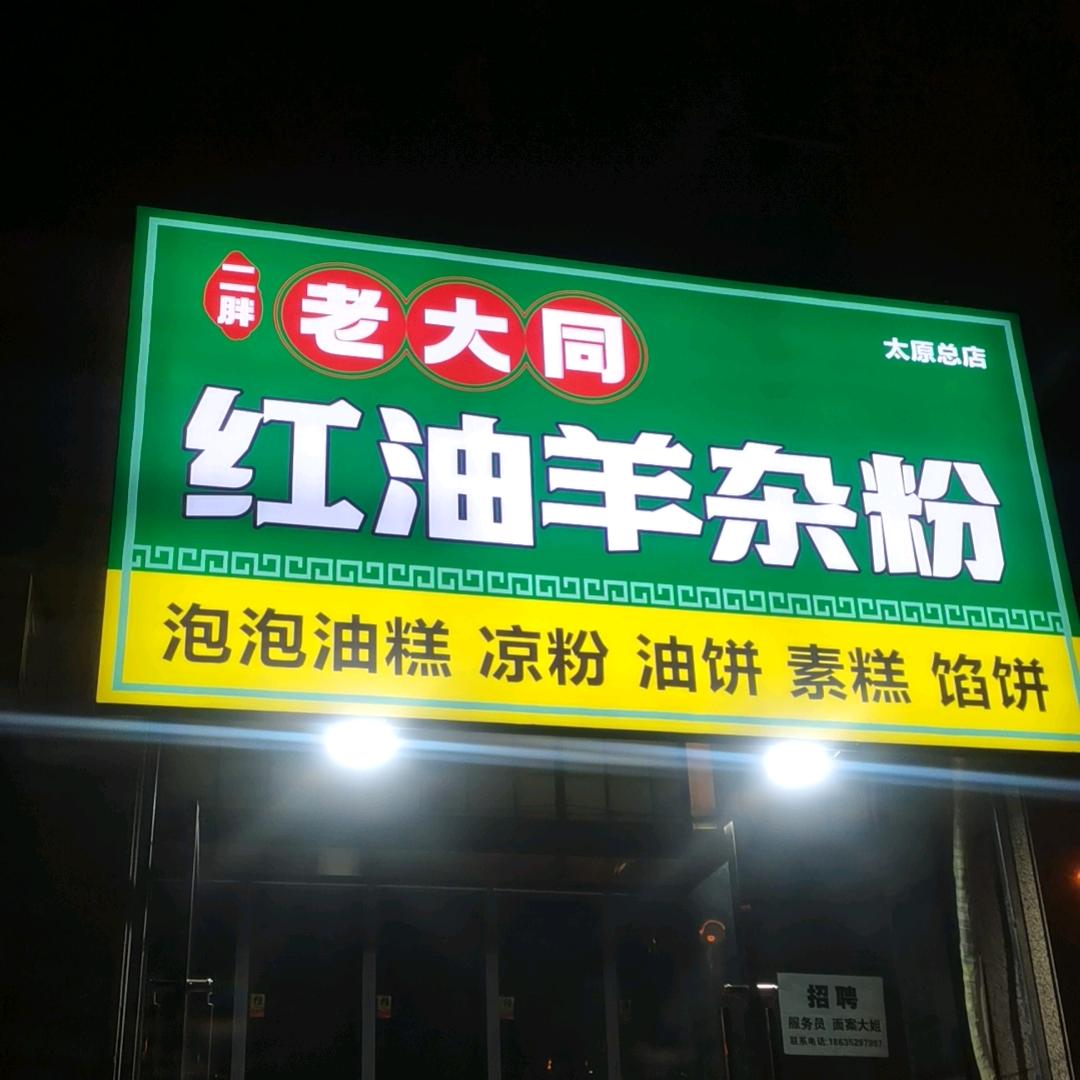 二胖 老大同
太原总店
红油羊杂粉
泡泡油糕 凉粉 油饼 素糕 馅饼
招聘
服务员 面案大姐